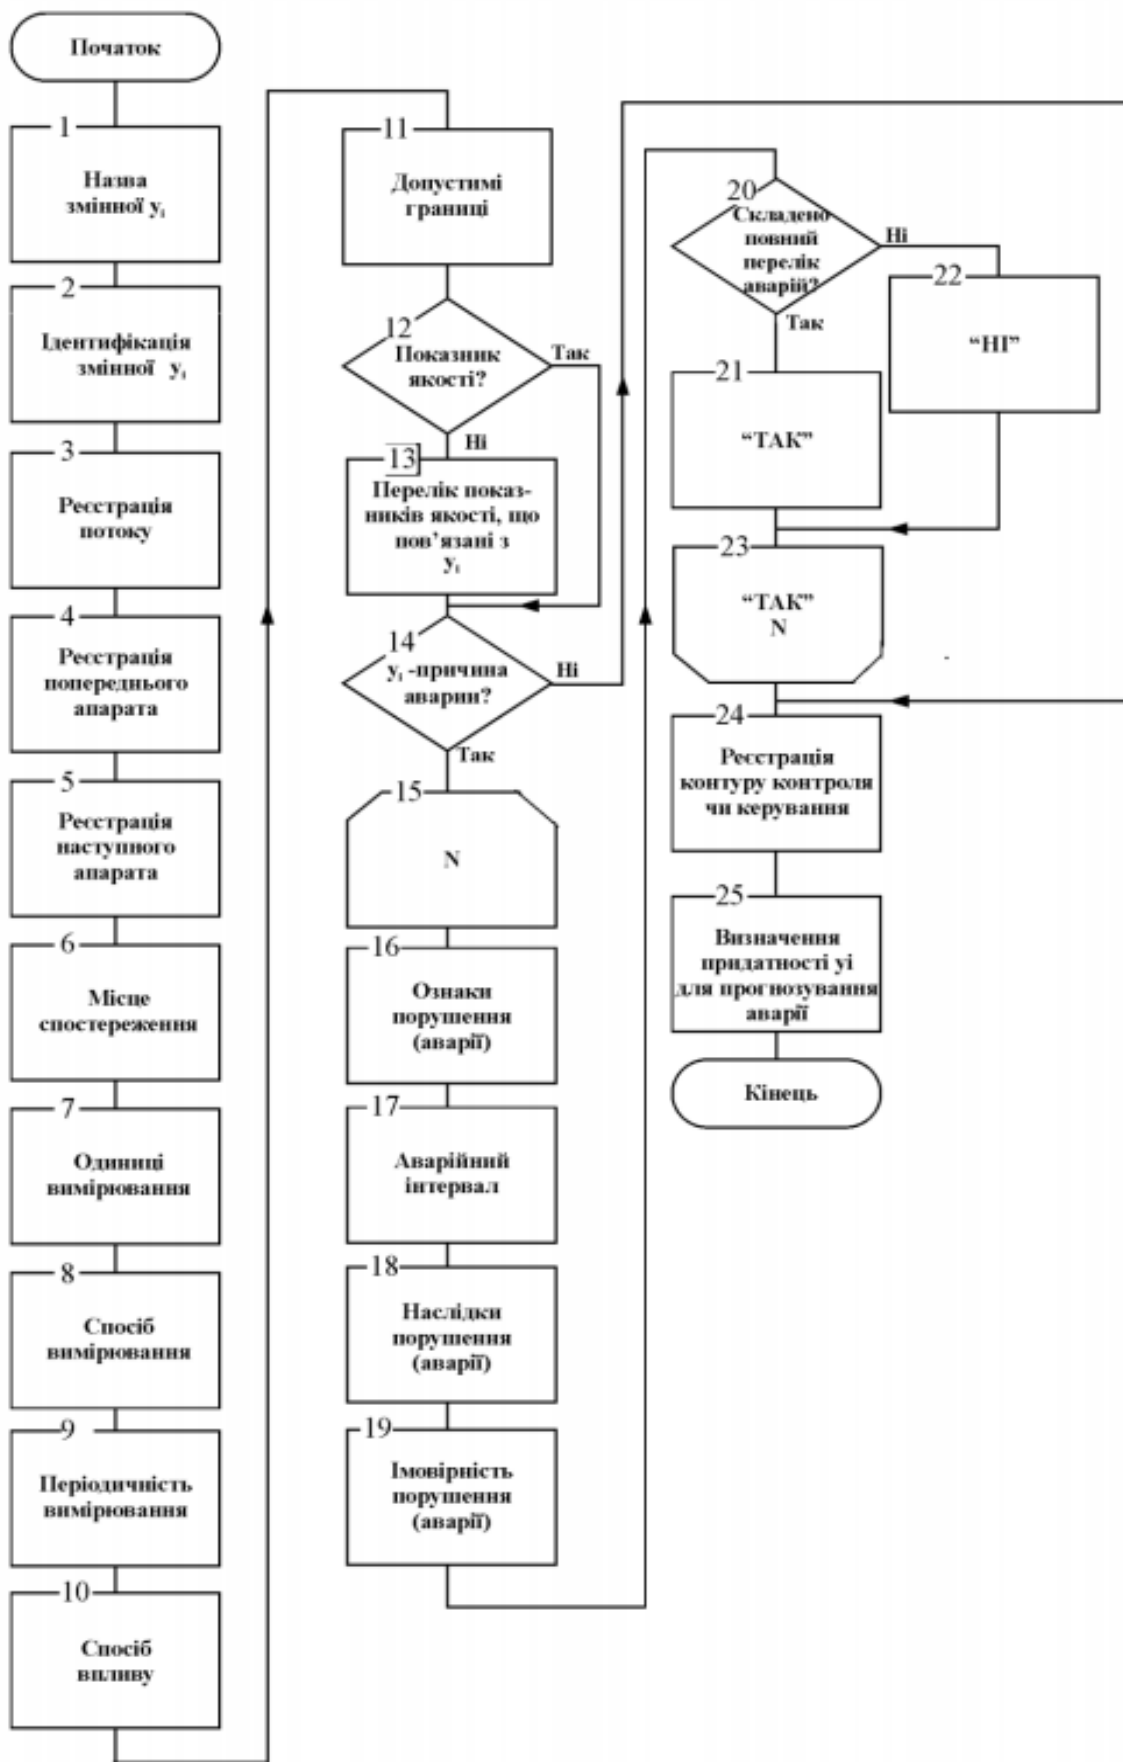 Початок
1
Назва
змінної yᵢ
2
Ідентифікація
змінної yᵢ
3
Реєстрація
потоку
4
Реєстрація
попереднього
апарата
5
Реєстрація
наступного
апарата
6
Місце
спостереження
7
Одиниці
вимірювання
8
Спосіб
вимірювання
9
Періодичність
вимірювання
10
Спосіб
впливу
11
Допустимі
границі
12
Показник
якості?
Так
Ні
13
Перелік показ-
ників якості, що
пов’язані з
yᵢ
14
yᵢ -причина
аварии?
Ні
Так
15
N
16
Ознаки
порушення
(аварії)
17
Аварійний
інтервал
18
Наслідки
порушення
(аварії)
19
Імовірність
порушення
(аварії)
20
Складено
повний
перелік
аварій?
Ні
Так
22
“НІ”
21
“ТАК”
23
“ТАК”
N
24
Реєстрація
контуру контроля
чи керування
25
Визначення
придатності уі
для прогнозування
аварії
Кінець